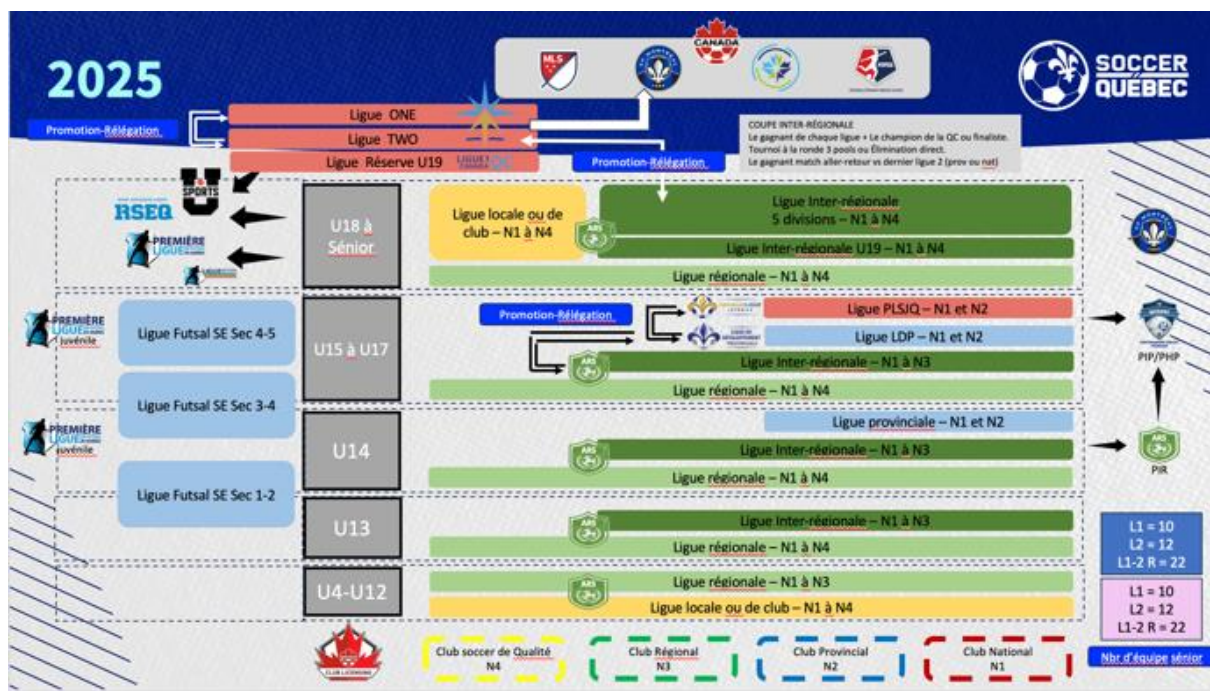 2025
MLS
CANADA
SOCCER
QUÉBEC
Ligue ONE
Ligue TWO
Ligue Réserve U19
Promotion-Rélégation
Promotion-Rélégation
COUPE INTER-RÉGIONALE
Le gagnant de chaque ligue + Le champion de la QC ou finaliste.
Tournoi à la ronde 3 pools ou Élimination direct.
Le gagnant match aller-retour vs dernier ligue 2 (prov ou nat)
U SPORTS
RSEQ
PREMIÈRE
LIGUE
U18 à
Sénior
Ligue locale ou de
club – N1 à N4
ARS
Ligue Inter-régionale
5 divisions – N1 à N4
Ligue Inter-régionale U19 – N1 à N4
Ligue régionale – N1 à N4
PREMIÈRE
LIGUE
juvénile
Ligue Futsal SE Sec 4-5
U15 à U17
Promotion-Rélégation
Ligue PLSJQ – N1 et N2
Ligue LDP – N1 et N2
ARS
Ligue Inter-régionale – N1 à N3
Ligue régionale – N1 à N4
PIP/PHP
Ligue Futsal SE Sec 3-4
PREMIÈRE
LIGUE
juvénile
U14
Ligue provinciale – N1 et N2
ARS
Ligue Inter-régionale – N1 à N3
Ligue régionale – N1 à N4
ARS
PIR
Ligue Futsal SE Sec 1-2
U13
ARS
Ligue Inter-régionale – N1 à N3
Ligue régionale – N1 à N4
U4-U12
ARS
Ligue régionale – N1 à N3
Ligue locale ou de club – N1 à N4
L1 = 10
L2 = 12
L1-2 R = 22
L1 = 10
L2 = 12
L1-2 R = 22
Nbr d'équipe sénior
CLUB LICENSING
Club soccer de Qualité
N4
Club Régional
N3
Club Provincial
N2
Club National
N1